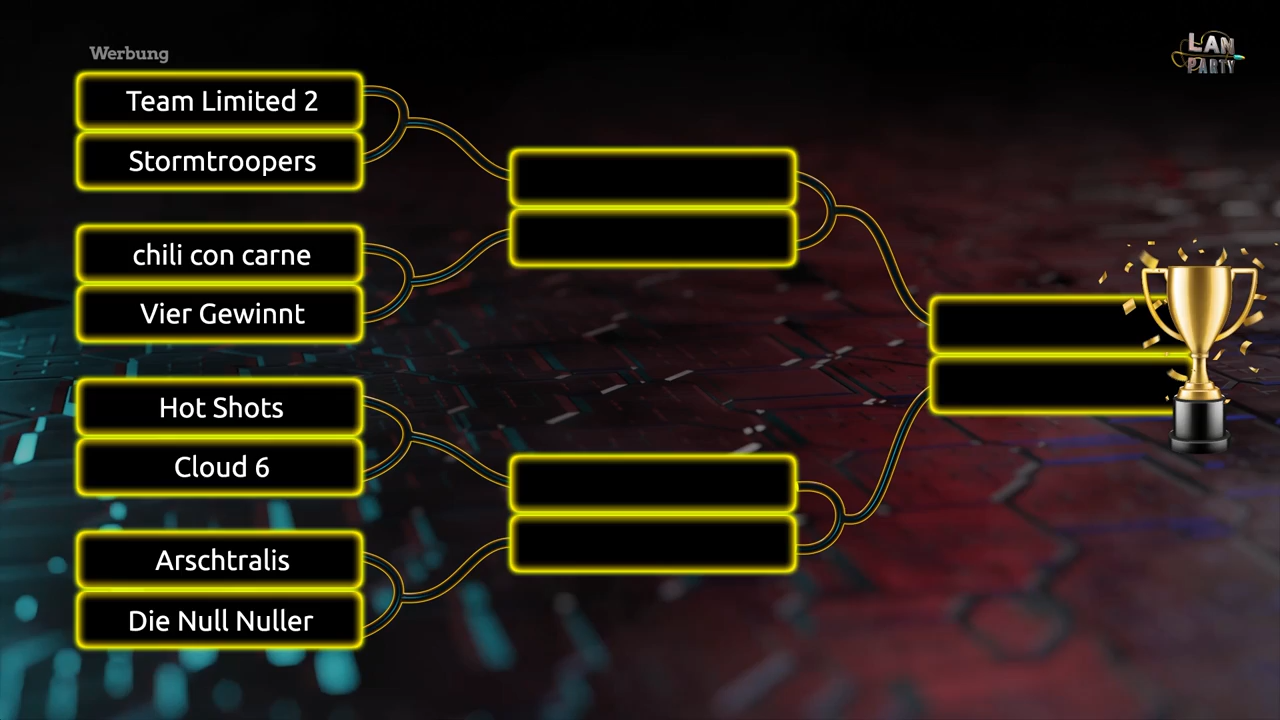 Werbung
LAN
PARTY
Team Limited 2
Stormtroopers
chili con carne
Vier Gewinnt
Hot Shots
Cloud 6
Arschtralis
Die Null Nuller